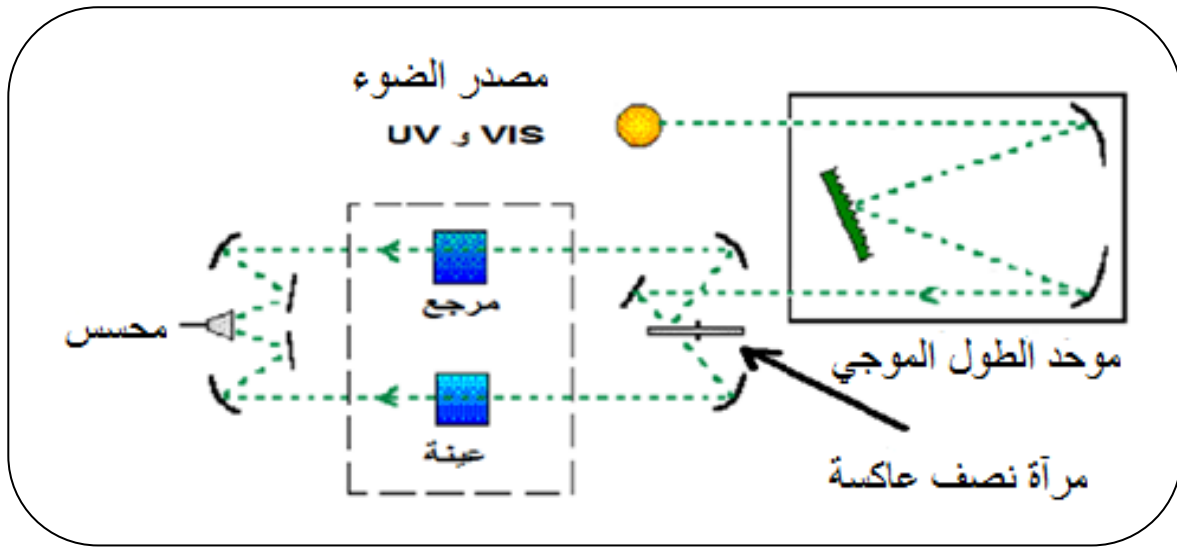 مصدر الضوء
UV و VIS
مرجع
محسس
موحد الطول الموجي
عينة
مرآة نصف عاكسة